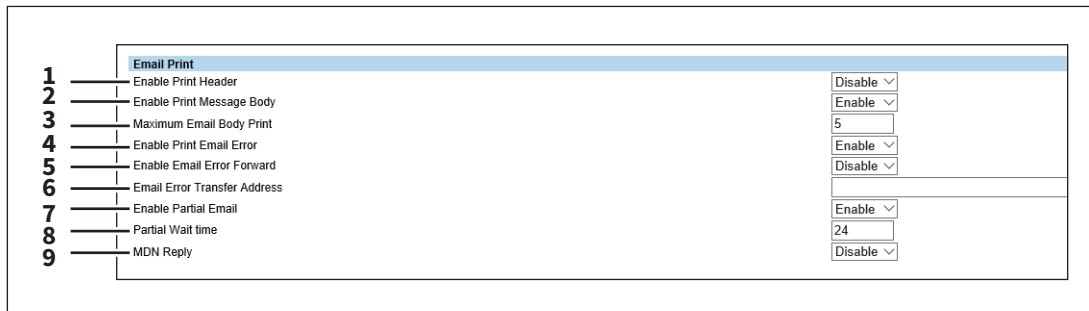 Email Print
1 Enable Print Header Disable
2 Enable Print Message Body Enable
3 Maximum Email Body Print 5
4 Enable Print Email Error Enable
5 Enable Email Error Forward Disable
6 Email Error Transfer Address
7 Enable Partial Email Enable
8 Partial Wait time 24
9 MDN Reply Disable